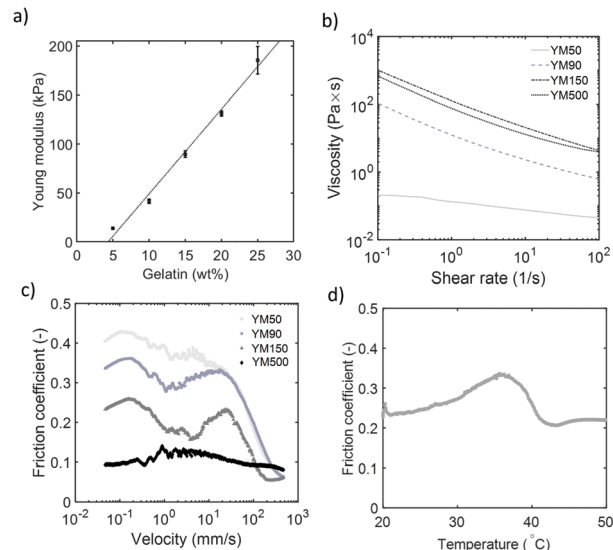 a)
Young modulus (kPa)
200
150
100
50
0
0 5 10 15 20 25 30
Gelatin (wt%)
b)
YM50
YM90
YM150
YM500
Viscosity (Pa×s)
10^6
10^4
10^2
10^0
10^-2
10^-1 10^0 10^1 10^2
Shear rate (1/s)
c)
YM50
YM90
YM150
YM500
Friction coefficient (-)
0.5
0.4
0.3
0.2
0.1
0
10^-2 10^-1 10^0 10^1 10^2 10^3
Velocity (mm/s)
d)
Friction coefficient (-)
0.5
0.4
0.3
0.2
0.1
0
20 30 40 50
Temperature (°C)